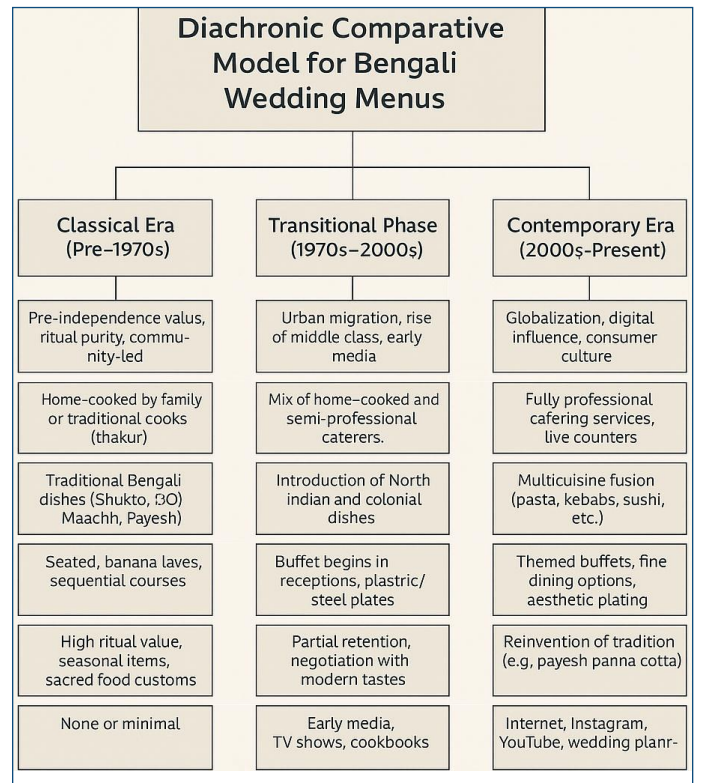 Diachronic Comparative
Model for Bengali
Wedding Menus
Classical Era
(Pre–1970s)
Pre-independence valus,
ritual purity, commu-
nity-led
Home-cooked by family
or traditional cooks
(thakur)
Traditional Bengali
dishes (Shukto,
Maachh, Payesh)
Seated, banana laves,
sequential courses
High ritual value,
seasonal items,
sacred food customs
None or minimal
Transitional Phase
(1970s–2000s)
Urban migration, rise
of middle class, early
media
Mix of home–cooked and
semi-professional
caterers.
Introduction of North
indian and colonial
dishes
Buffet begins in
receptions, plastric/
steel plates
Partial retention,
negotiation with
modern tastes
Early media,
TV shows, cookbooks
Contemporary Era
(2000s-Present)
Globalization, digital
influence, consumer
culture
Fully professional
cafering services,
live counters
Multicuisine fusion
(pasta, kebabs, sushi,
etc.)
Themed buffets, fine
dining options,
aesthetic plating
Reinvention of tradition
(e.g, payesh panna cotta)
Internet, Instagram,
YouTube, wedding planr-